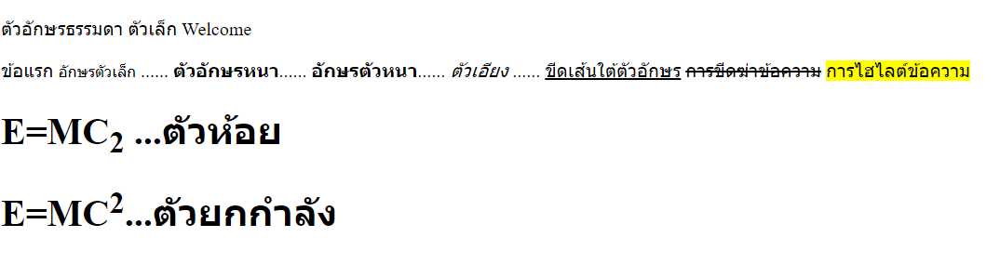 ตัวอักษรธรรมดา ตัวเล็ก Welcome
ข้อแรก อักษรตัวเล็ก ...... ตัวอักษรหนา...... อักษรตัวหนา...... ตัวเอียง ...... ขีดเส้นใต้ตัวอักษร การขีดฆ่าข้อความ การไฮไลต์ข้อความ
E=MC₂ ...ตัวห้อย
E=MC²...ตัวยกกำลัง